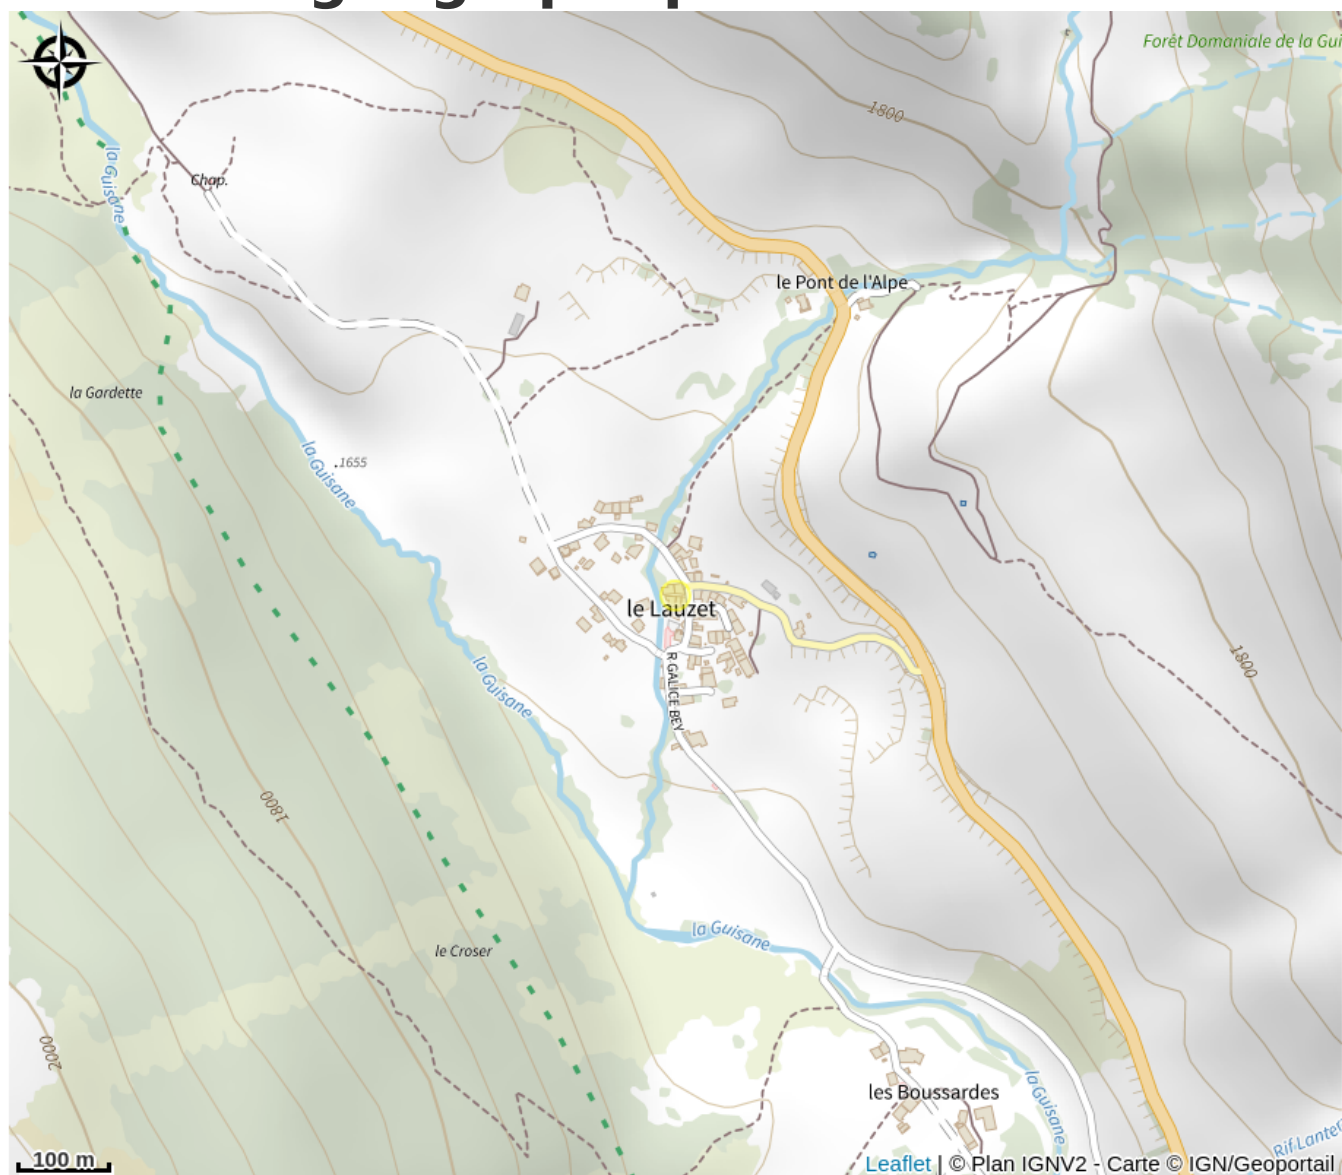 Forêt Domaniale de la Gui
1800
la Guisane
Chap.
le Pont de l'Alpe
la Gardette
la Guisane
.1655
le Lauzet
R GALICE BEY
1800
la Guisane
1800
la Guisane
le Croser
2000
les Boussardes
la Guisane
Rif Lante
100 m
Leaflet | © Plan IGNV2 - Carte © IGN/Geoportail